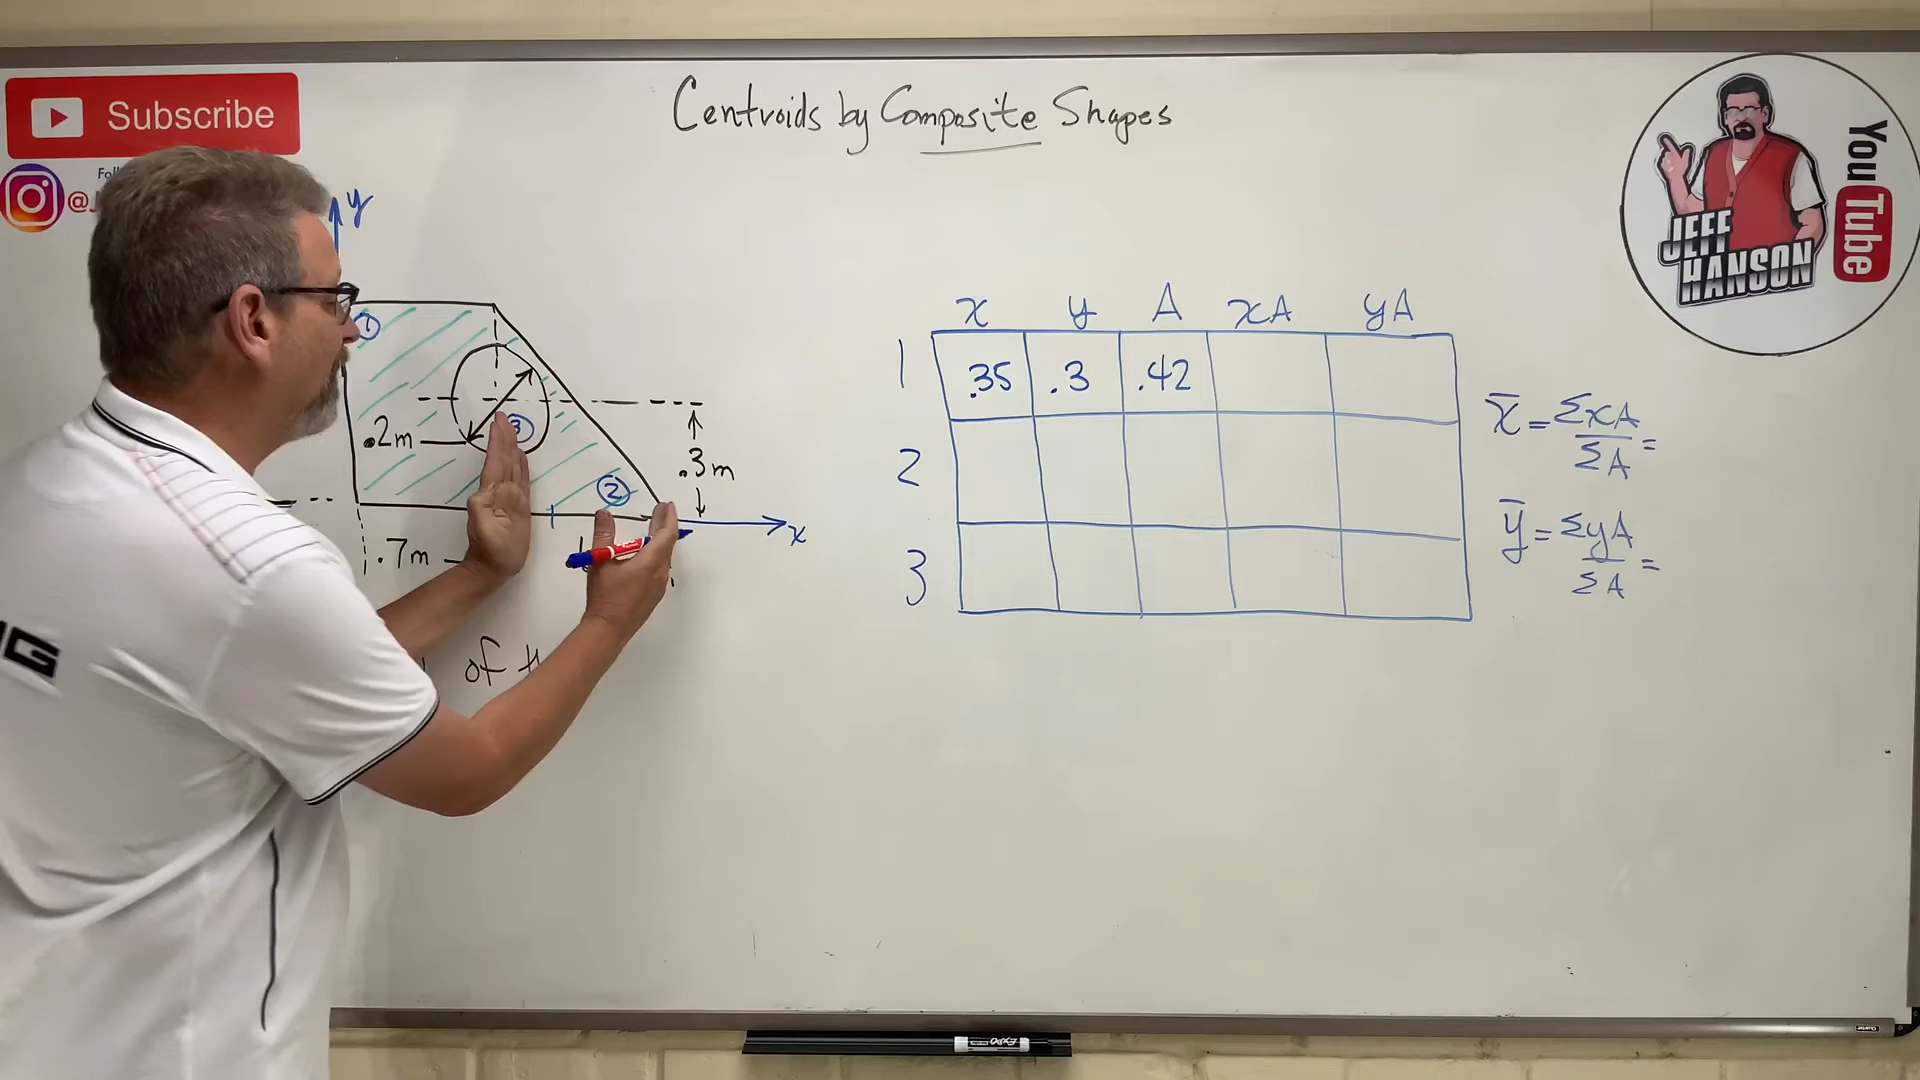 Centroids by Composite Shapes
Subscribe
YouTube
JEFF
HANSON
y
1
.2m
3
.3m
2
x
.7m
of
x y A xA yA
1 .35 .3 .42
2
3
x̄ = ΣxA
ΣA =
ȳ = ΣyA
ΣA =
EXPO